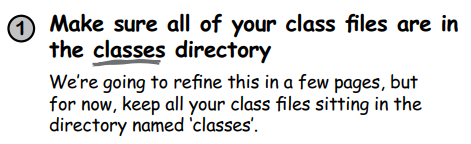 1 Make sure all of your class files are in
the classes directory
We're going to refine this in a few pages, but
for now, keep all your class files sitting in the
directory named 'classes'.